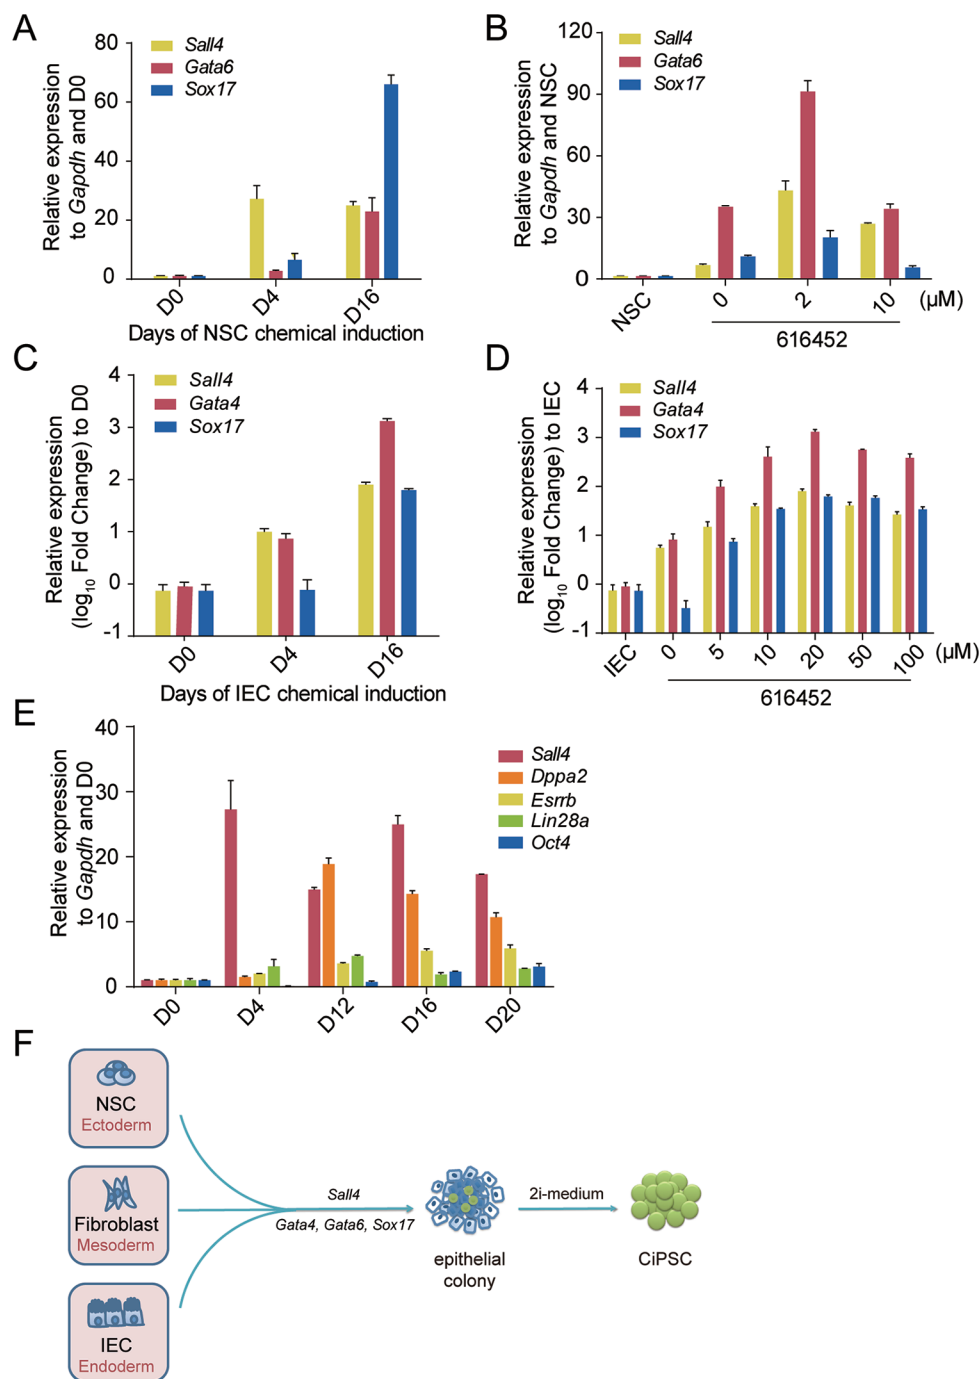 A
Relative expression
to Gapdh and D0
80
60
40
20
0
Sall4
Gata6
Sox17
D0
D4
D16
Days of NSC chemical induction
B
Relative expression
to Gapdh and NSC
120
90
60
30
0
Sall4
Gata6
Sox17
NSC
0
2
10
(μM)
616452
C
Relative expression
(log10 Fold Change) to D0
4
3
2
1
0
-1
Sall4
Gata4
Sox17
D0
D4
D16
Days of IEC chemical induction
D
Relative expression
(log10 Fold Change) to IEC
4
3
2
1
0
-1
Sall4
Gata4
Sox17
IEC
0
5
10
20
50
100
(μM)
616452
E
Relative expression
to Gapdh and D0
40
30
20
10
0
Sall4
Dppa2
Esrrb
Lin28a
Oct4
D0
D4
D12
D16
D20
F
NSC
Ectoderm
Fibroblast
Mesoderm
IEC
Endoderm
Sall4
Gata4, Gata6, Sox17
epithelial
colony
2i-medium
CiPSC